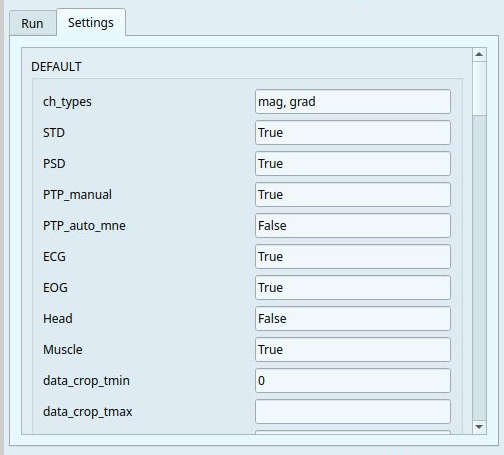 Run Settings
DEFAULT
ch_types mag, grad
STD True
PSD True
PTP_manual True
PTP_auto_mne False
ECG True
EOG True
Head False
Muscle True
data_crop_tmin 0
data_crop_tmax